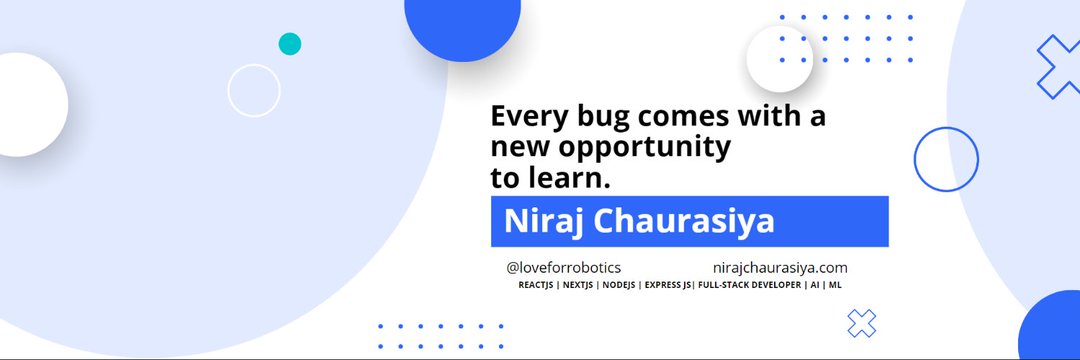 Every bug comes with a
new opportunity
to learn.
Niraj Chaurasiya
@loveforrobotics nirajchaurasiya.com
REACTJS | NEXTJS | NODEJS | EXPRESS JS| FULL-STACK DEVELOPER | AI | ML